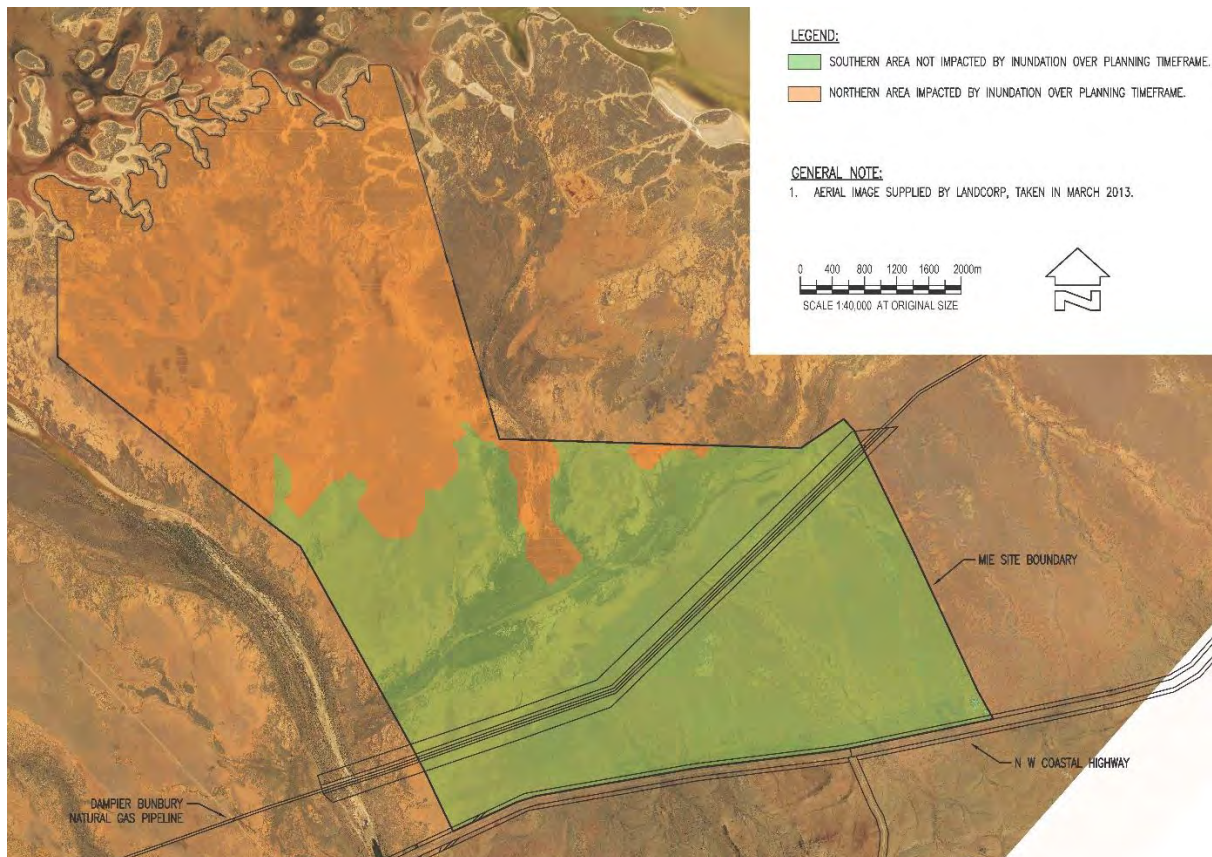 LEGEND:
SOUTHERN AREA NOT IMPACTED BY INUNDATION OVER PLANNING TIMEFRAME.
NORTHERN AREA IMPACTED BY INUNDATION OVER PLANNING TIMEFRAME.
GENERAL NOTE:
1. AERIAL IMAGE SUPPLIED BY LANDCORP, TAKEN IN MARCH 2013.
0 400 800 1200 1600 2000m
SCALE 1:40,000 AT ORIGINAL SIZE
N
MIE SITE BOUNDARY
N W COASTAL HIGHWAY
DAMPIER BUNBURY
NATURAL GAS PIPELINE